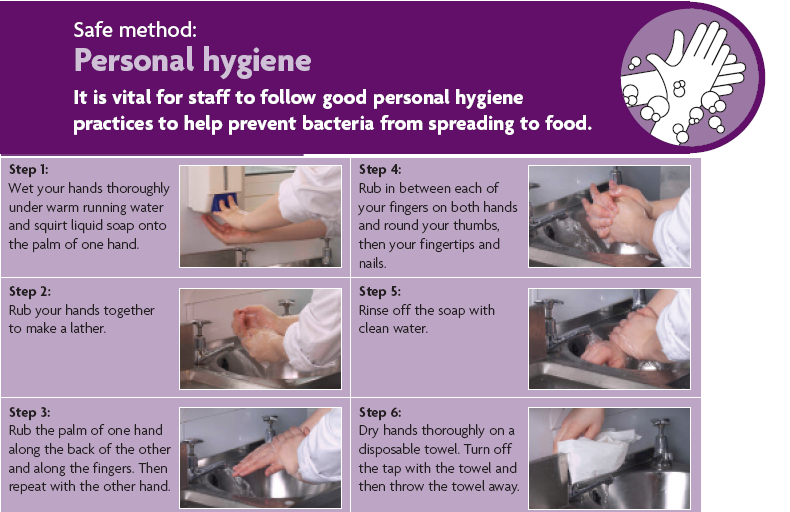 Safe method:
Personal hygiene
It is vital for staff to follow good personal hygiene
practices to help prevent bacteria from spreading to food.
Step 1:
Wet your hands thoroughly
under warm running water
and squirt liquid soap onto
the palm of one hand.
Step 2:
Rub your hands together
to make a lather.
Step 3:
Rub the palm of one hand
along the back of the other
and along the fingers. Then
repeat with the other hand.
Step 4:
Rub in between each of
your fingers on both hands
and round your thumbs,
then your fingertips and
nails.
Step 5:
Rinse off the soap with
clean water.
Step 6:
Dry hands thoroughly on a
disposable towel. Turn off
the tap with the towel and
then throw the towel away.